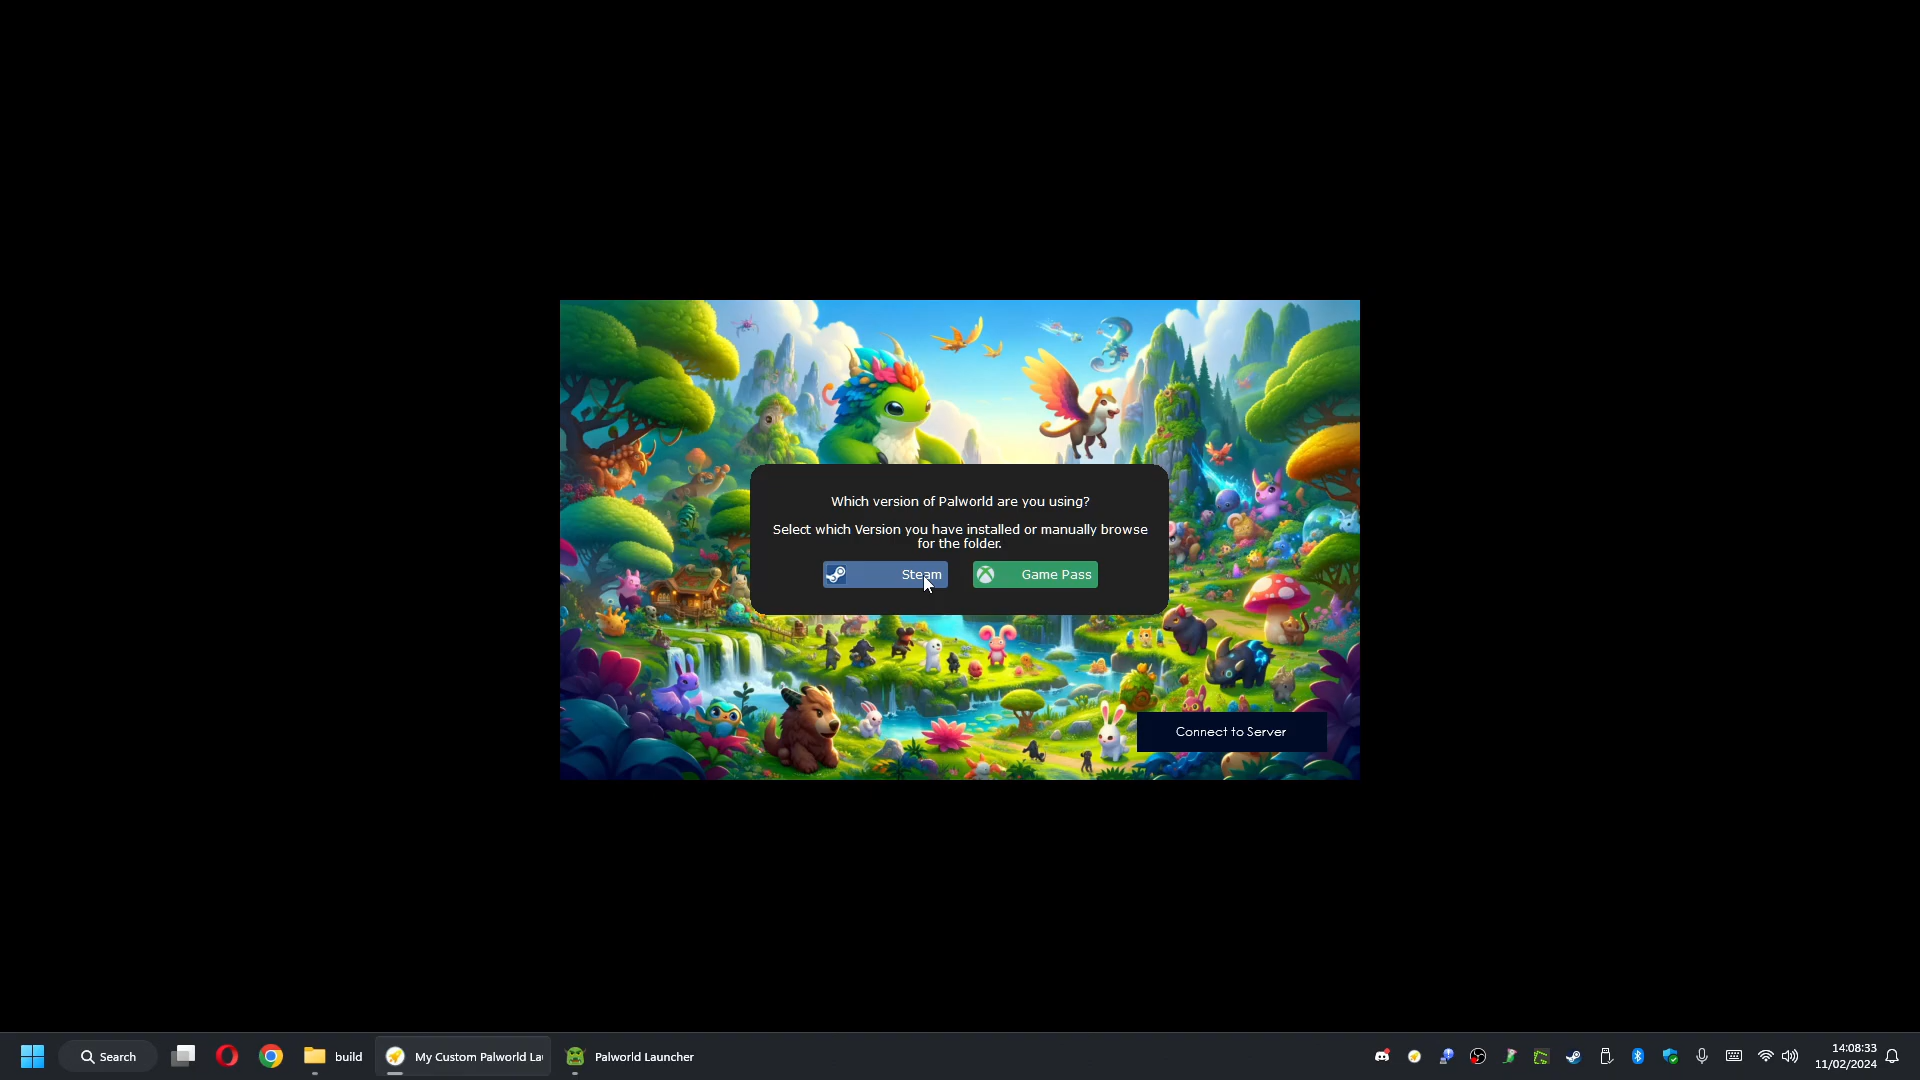 Which version of Palworld are you using?
Select which Version you have installed or manually browse
for the folder.
Steam
Game Pass
Connect to Server
Search
build
My Custom Palworld La
Palworld Launcher
14:08:33
11/02/2024